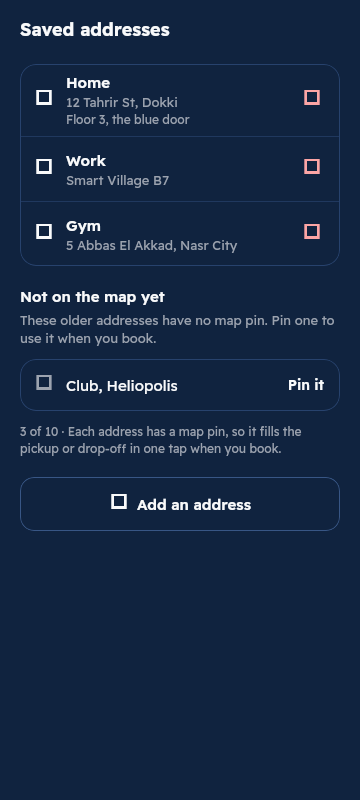 Saved addresses
Home
12 Tahrir St, Dokki
Floor 3, the blue door
Work
Smart Village B7
Gym
5 Abbas El Akkad, Nasr City
Not on the map yet
These older addresses have no map pin. Pin one to
use it when you book.
Club, Heliopolis
Pin it
3 of 10 · Each address has a map pin, so it fills the
pickup or drop-off in one tap when you book.
Add an address